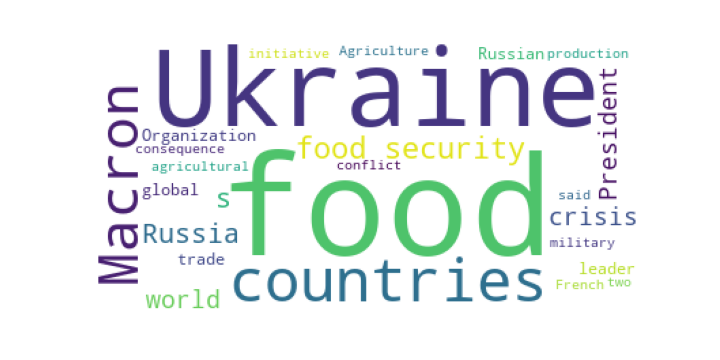 initiative
Agriculture
Russian
production
Ukraine
Macron
President
Organization
food security
consequence
conflict
agricultural
food
global
s
said
crisis
Russia
military
trade
countries
leader
world
French
two